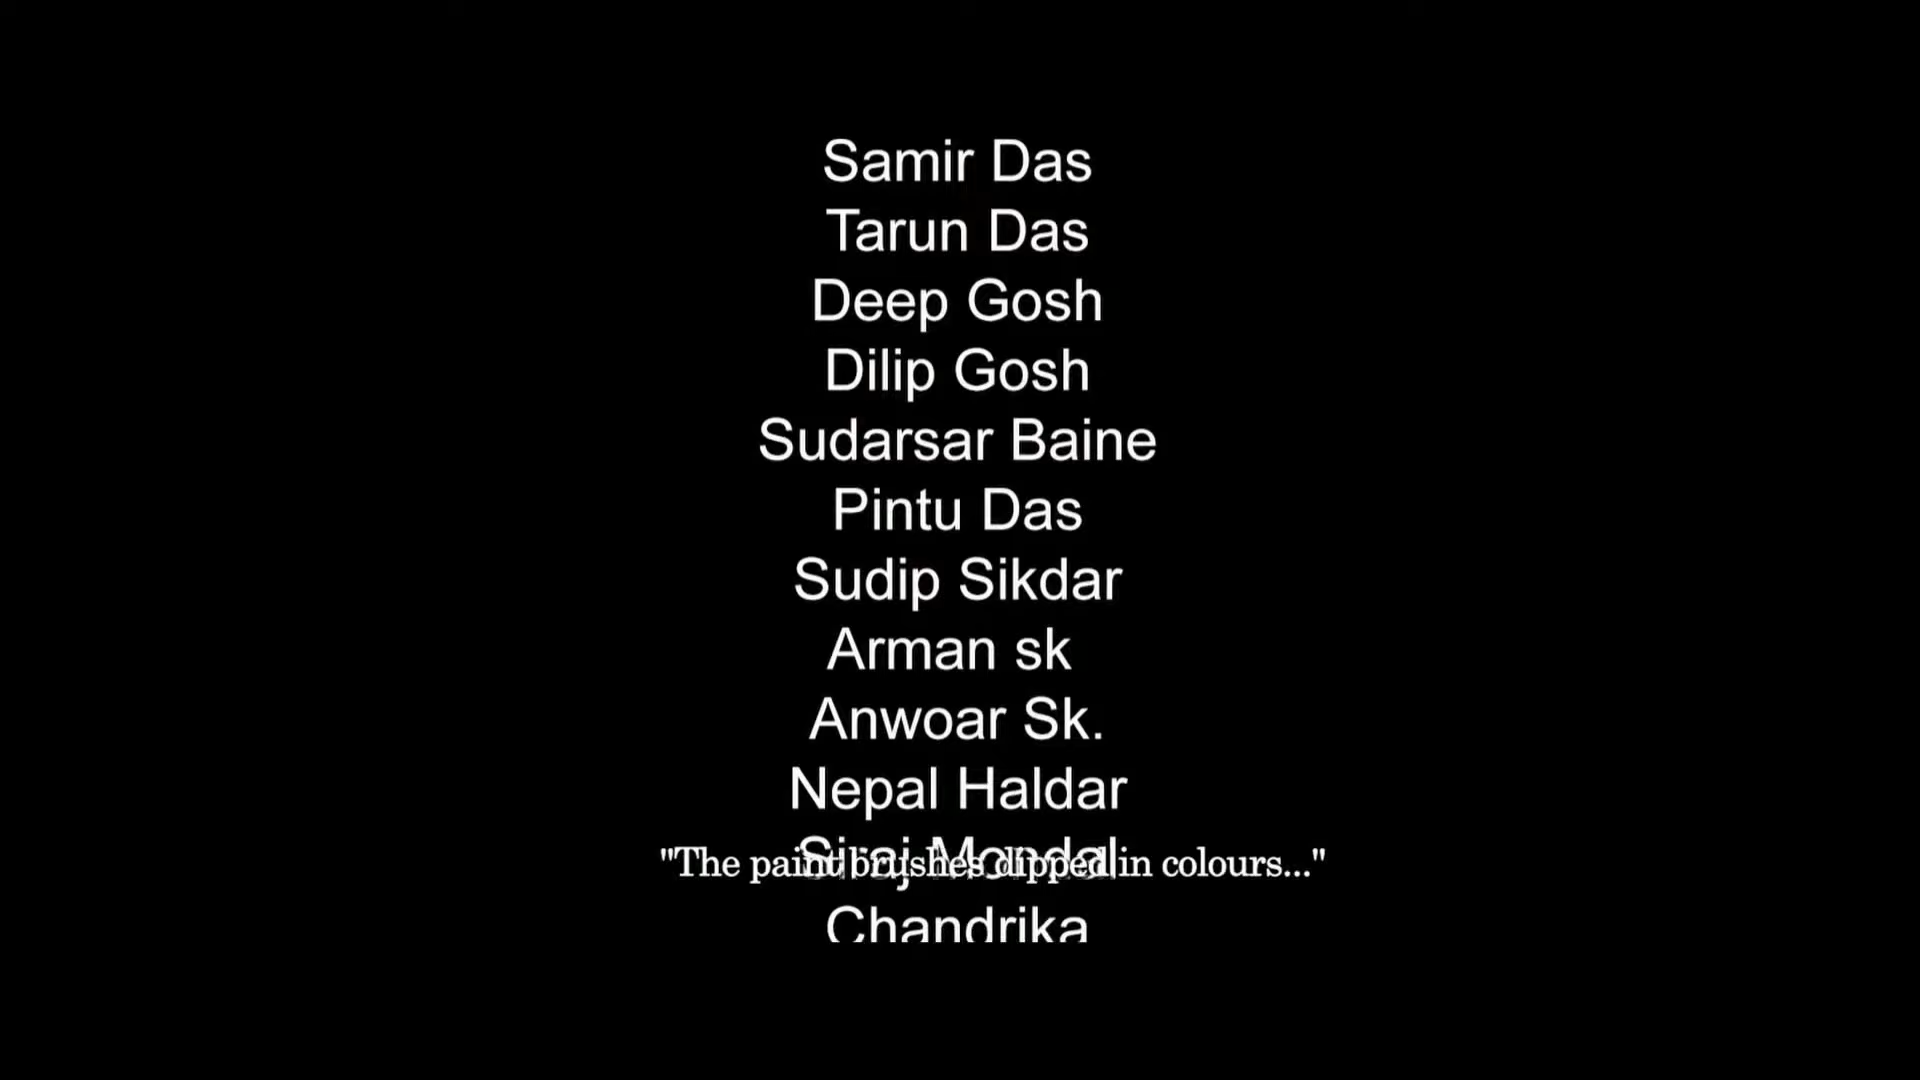 Samir Das
Tarun Das
Deep Gosh
Dilip Gosh
Sudarsar Baine
Pintu Das
Sudip Sikdar
Arman sk
Anwoar Sk.
Nepal Haldar
Siraj Mondal
"The paint brushes dipped in colours..."
Chandrika